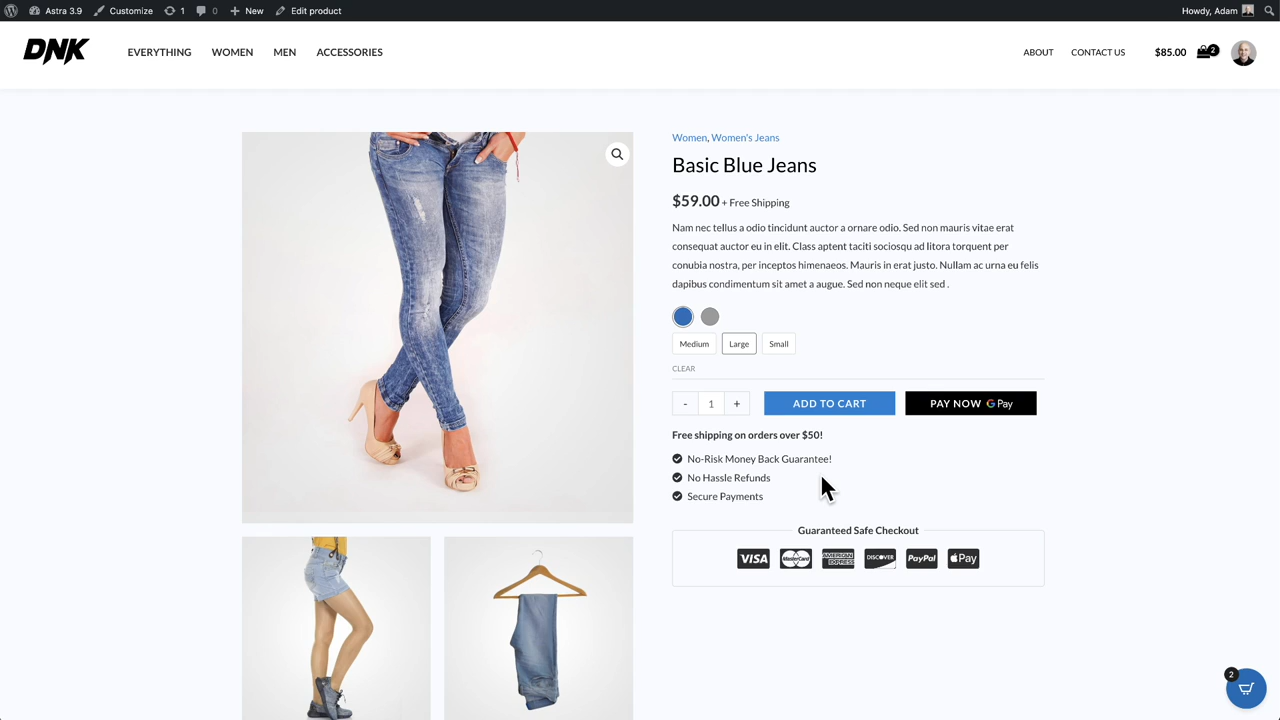 Astra 3.9 Customize 1 0 New Edit product Howdy, Adam
DNK EVERYTHING WOMEN MEN ACCESSORIES ABOUT CONTACT US $85.00 2
Women, Women's Jeans
Basic Blue Jeans
$59.00 + Free Shipping
Nam nec tellus a odio tincidunt auctor a ornare odio. Sed non mauris vitae erat
consequat auctor eu in elit. Class aptent taciti sociosqu ad litora torquent per
conubia nostra, per inceptos himenaeos. Mauris in erat justo. Nullam ac urna eu felis
dapibus condimentum sit amet a augue. Sed non neque elit sed .
Medium Large Small
CLEAR
- 1 + ADD TO CART PAY NOW G Pay
Free shipping on orders over $50!
No-Risk Money Back Guarantee!
No Hassle Refunds
Secure Payments
Guaranteed Safe Checkout
VISA MasterCard AMERICAN EXPRESS DISCOVER PayPal Pay
2